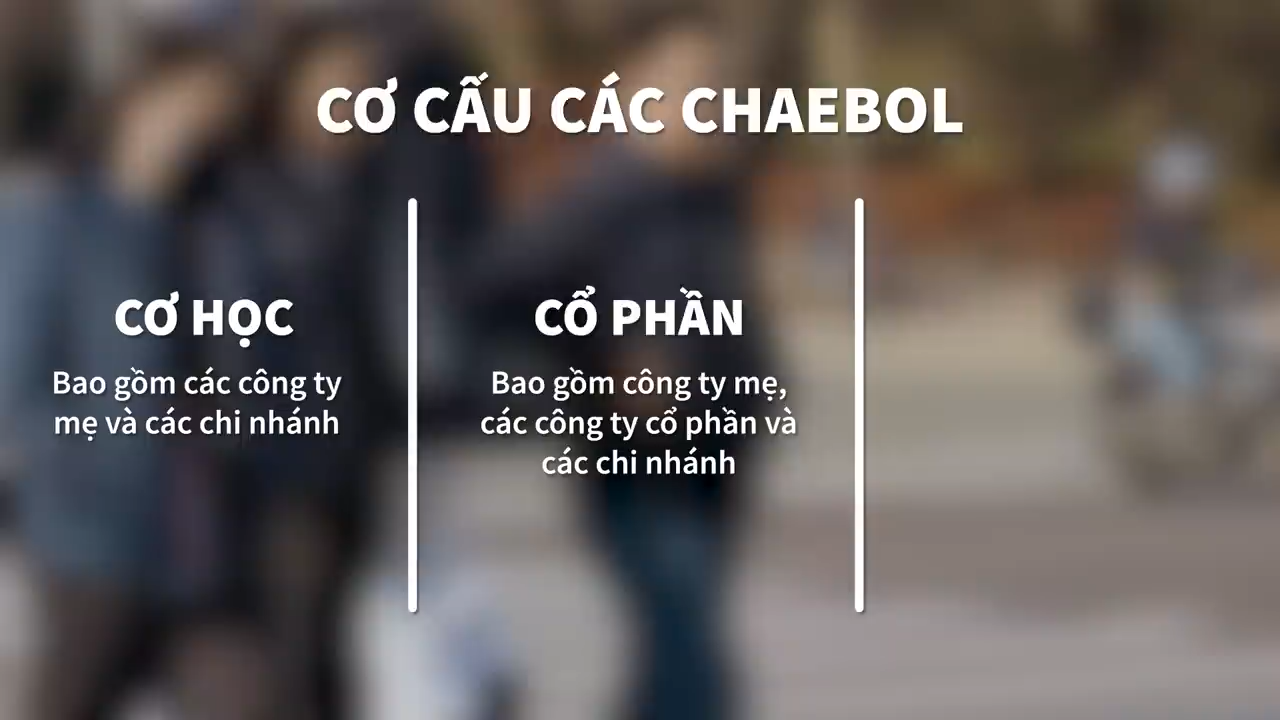 CƠ CẤU CÁC CHAEBOL
CƠ HỌC
Bao gồm các công ty
mẹ và các chi nhánh
CỔ PHẦN
Bao gồm công ty mẹ,
các công ty cổ phần và
các chi nhánh